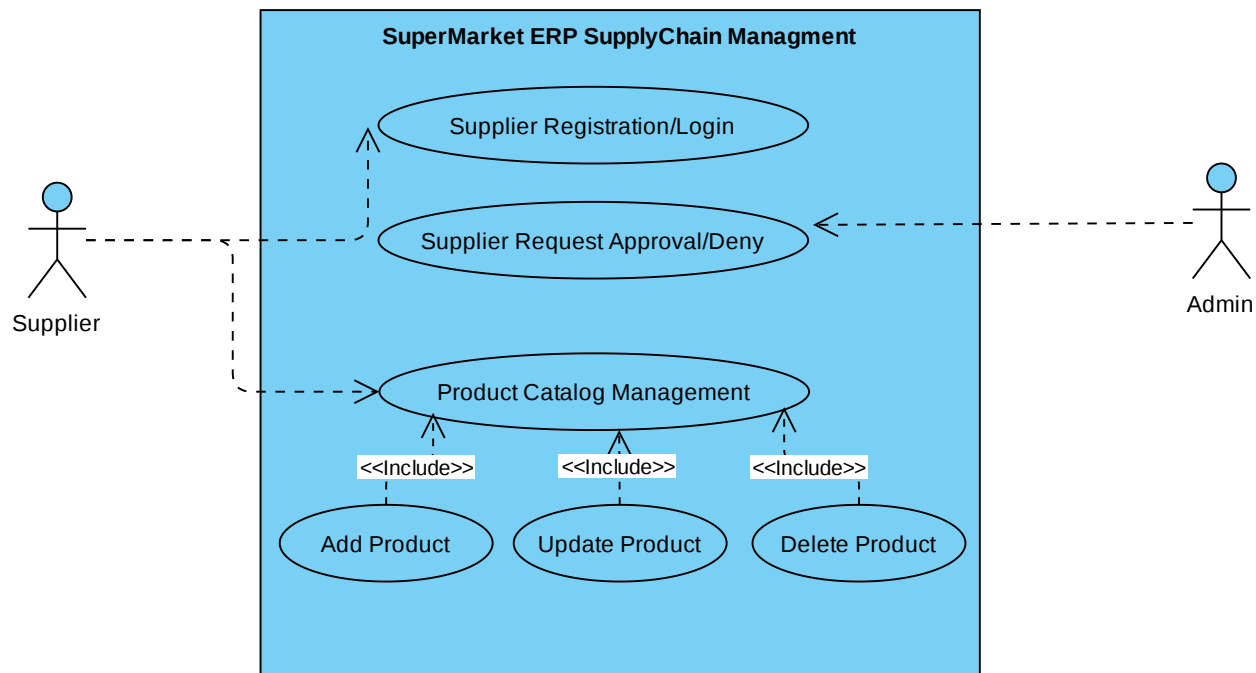 SuperMarket ERP SupplyChain Managment
Supplier Registration/Login
Supplier Request Approval/Deny
Supplier
Admin
Product Catalog Management
<<Include>>
<<Include>>
<<Include>>
Add Product
Update Product
Delete Product